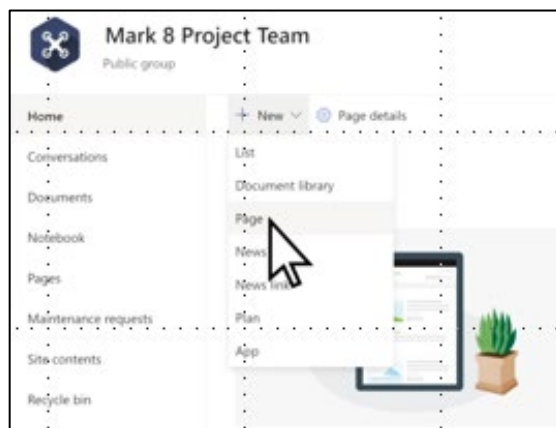 Mark 8 Project Team
Public group
Home
+ New Page details
Conversations
Documents
Notebook
Pages
Maintenance requests
Site contents
Recycle bin
List
Document library
Page
News
News link
Plan
App